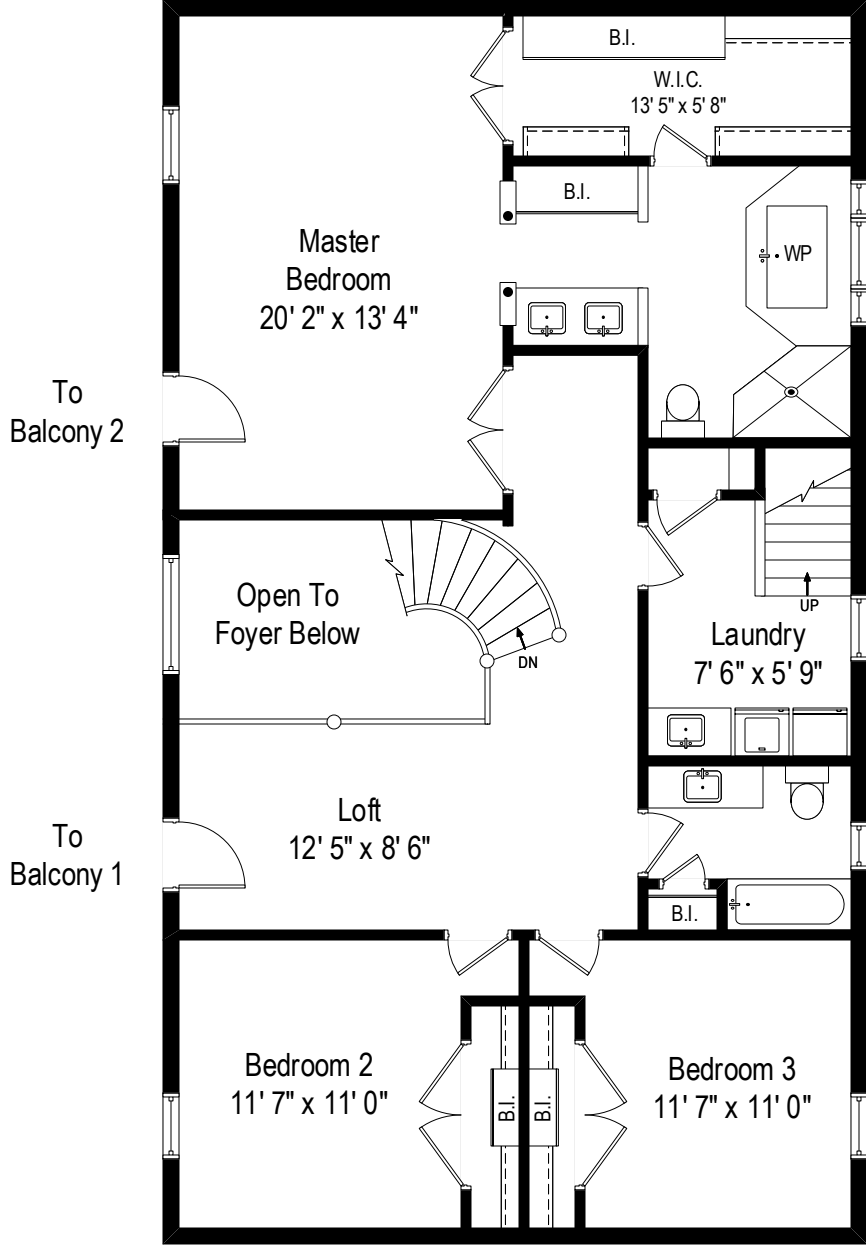 B.I.
W.I.C.
13' 5" x 5' 8"
B.I.
Master
Bedroom
20' 2" x 13' 4"
WP
To
Balcony 2
Open To
Foyer Below
DN
UP
Laundry
7' 6" x 5' 9"
Loft
12' 5" x 8' 6"
To
Balcony 1
B.I.
Bedroom 2
11' 7" x 11' 0"
B.I.
B.I.
Bedroom 3
11' 7" x 11' 0"